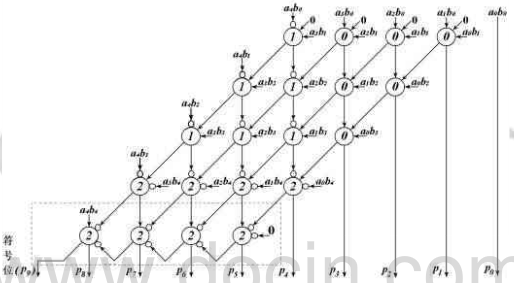 a₄b₀ 0 a₃b₀ 0 a₂b₀ 0 a₁b₀ 0 a₀b₀
1 a₃b₁ 0 a₂b₁ 0 a₁b₁ 0 a₀b₁
a₄b₁
1 a₃b₂ 1 a₂b₂ 0 a₁b₂ 0 a₀b₂
a₄b₂
1 a₃b₃ 1 a₂b₃ 1 a₁b₃ 0 a₀b₃
a₄b₃
2 a₃b₄ 2 a₂b₄ 2 a₁b₄ 2 a₀b₄
a₄b₄
2 2 2 2 0
符号位(p₉) p₈ p₇ p₆ p₅ p₄ p₃ p₂ p₁ p₀
www.docin.com